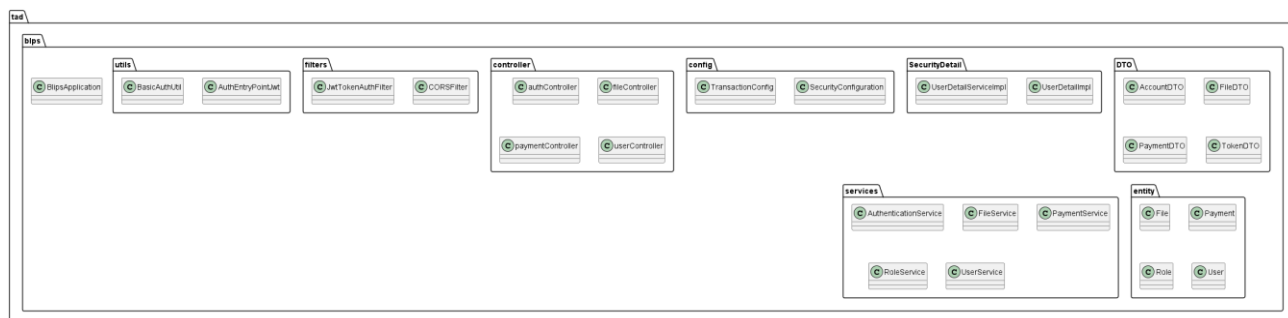 tad
blps
BlipsApplication
utils
C BasicAuthUtil
C AuthEntryPointJwt
filters
C JwtTokenAuthFilter
C CORSFilter
controller
C authController
C fileController
C paymentController
C userController
config
C TransactionConfig
C SecurityConfiguration
SecurityDetail
C UserDetailServiceImpl
C UserDetailImpl
DTO
C AccountDTO
C FileDTO
C PaymentDTO
C TokenDTO
services
C AuthenticationService
C FileService
C PaymentService
C RoleService
C UserService
entity
C File
C Payment
C Role
C User